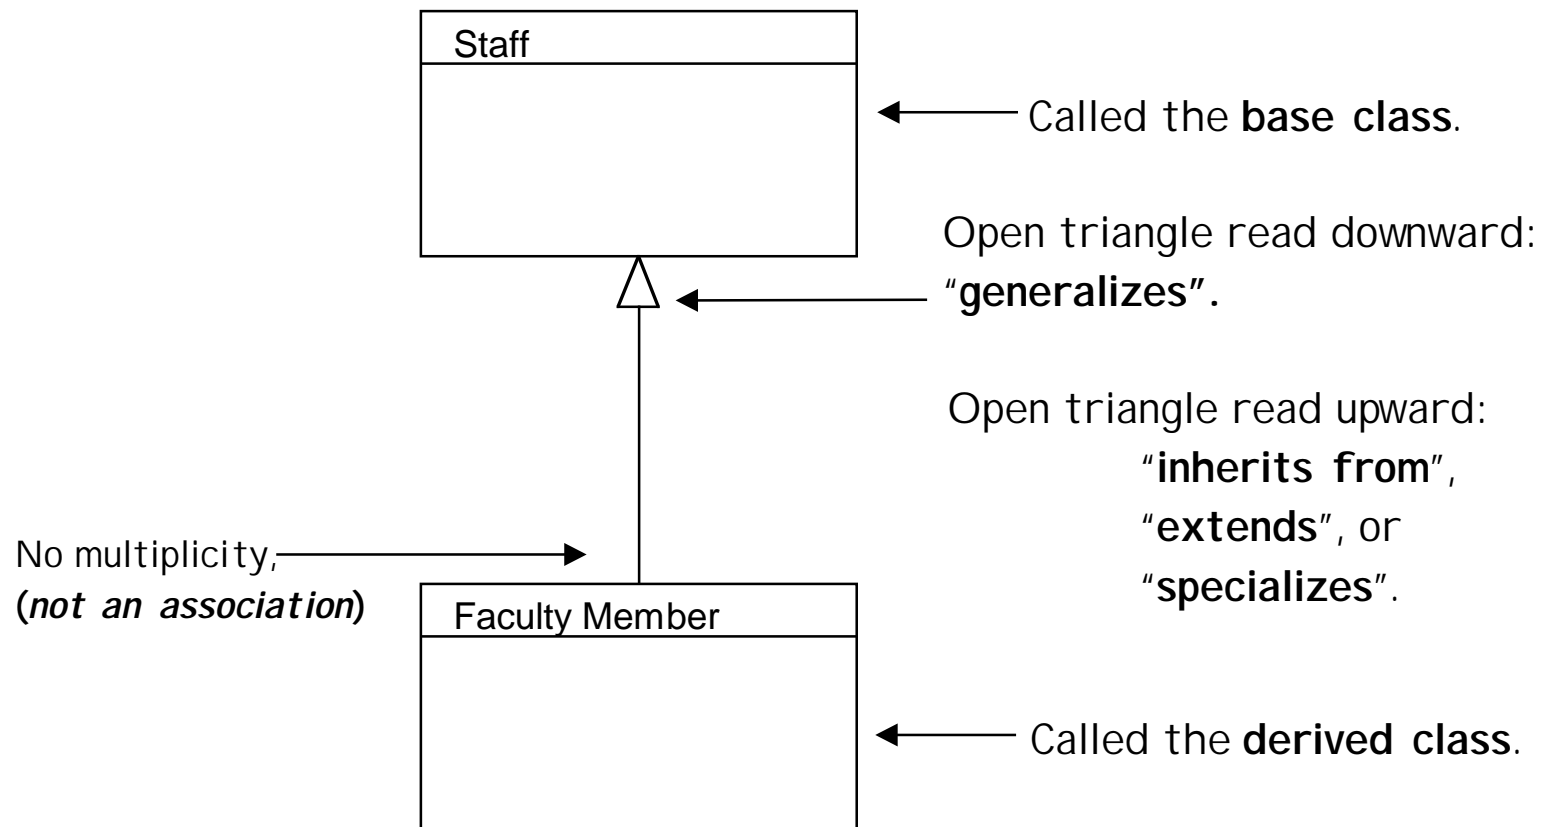 Staff
Called the base class.
Open triangle read downward:
“generalizes”.
Open triangle read upward:
“inherits from”,
“extends”, or
“specializes”.
No multiplicity,
(not an association)
Faculty Member
Called the derived class.